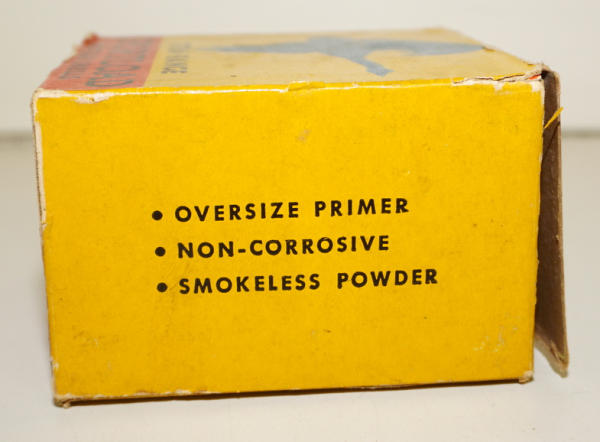 • OVERSIZE PRIMER
• NON-CORROSIVE
• SMOKELESS POWDER